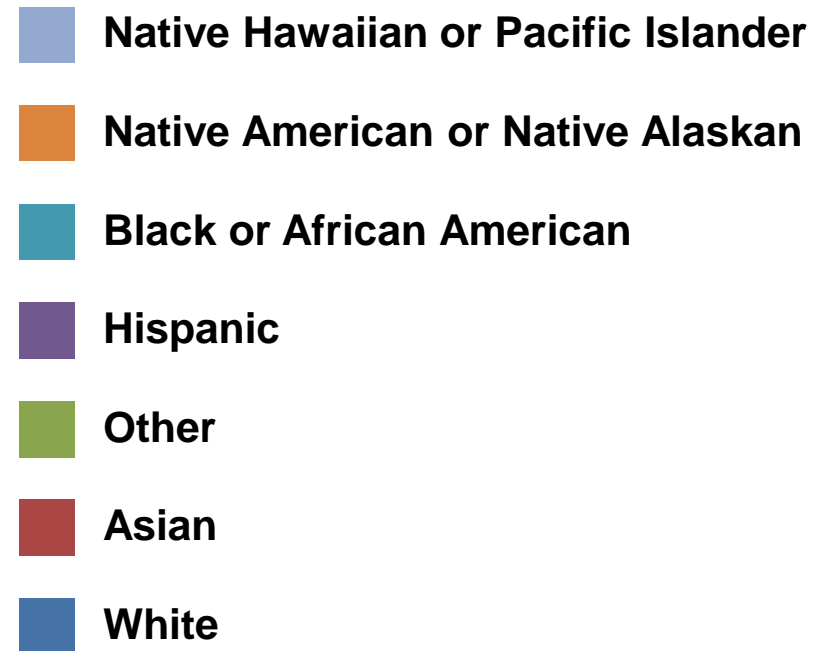 Native Hawaiian or Pacific Islander
Native American or Native Alaskan
Black or African American
Hispanic
Other
Asian
White